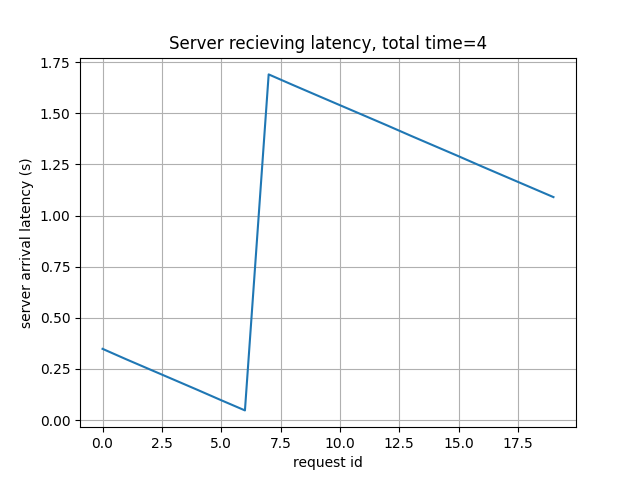 Server recieving latency, total time=4
1.75
1.50
1.25
1.00
0.75
0.50
0.25
0.00
server arrival latency (s)
0.0 2.5 5.0 7.5 10.0 12.5 15.0 17.5
request id